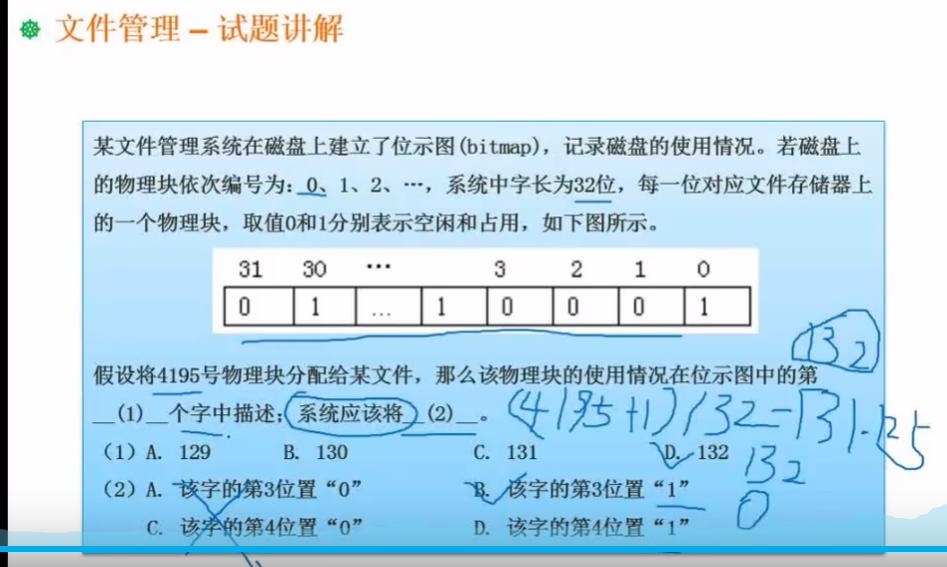 文件管理 – 试题讲解
某文件管理系统在磁盘上建立了位示图(bitmap)，记录磁盘的使用情况。若磁盘上
的物理块依次编号为：0、1、2、…，系统中字长为32位，每一位对应文件存储器上
的一个物理块，取值0和1分别表示空闲和占用，如下图所示。
31 30 … 3 2 1 0
0 1 ... 1 0 0 0 1
132
假设将4195号物理块分配给某文件，那么该物理块的使用情况在位示图中的第
__(1)__个字中描述；系统应该将__(2)__。
(4195+1)/32=131.125
（1）A. 129 B. 130 C. 131 D. 132
132
（2）A. 该字的第3位置“0” B. 该字的第3位置“1”
0
C. 该字的第4位置“0” D. 该字的第4位置“1”